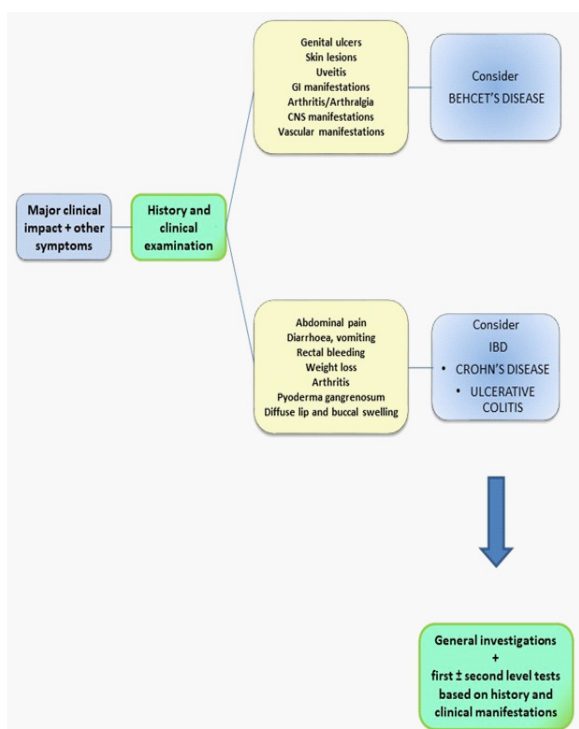 Genital ulcers
Skin lesions
Uveitis
GI manifestations
Arthritis/Arthralgia
CNS manifestations
Vascular manifestations
Consider
BEHCET'S DISEASE
Major clinical
impact + other
symptoms
History and
clinical
examination
Abdominal pain
Diarrhoea, vomiting
Rectal bleeding
Weight loss
Arthritis
Pyoderma gangrenosum
Diffuse lip and buccal swelling
Consider
IBD
• CROHN'S DISEASE
• ULCERATIVE
COLITIS
General investigations
+
first ± second level tests
based on history and
clinical manifestations